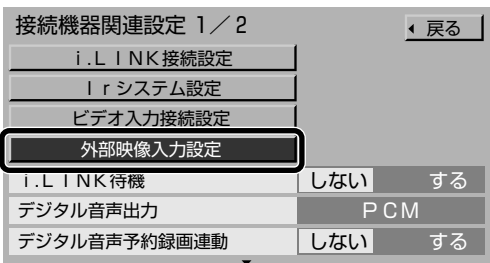 接続機器関連設定 1／2
戻る
i.LINK接続設定
Irシステム設定
ビデオ入力接続設定
外部映像入力設定
i.LINK待機 しない する
デジタル音声出力 PCM
デジタル音声予約録画連動 しない する